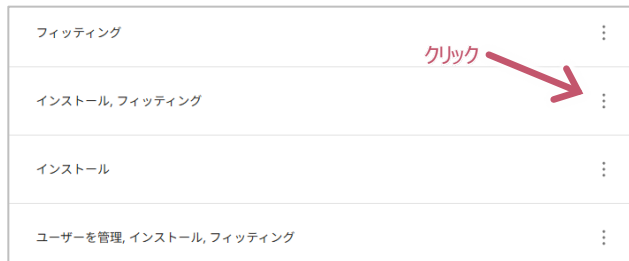 フィッティング
クリック
インストール, フィッティング
インストール
ユーザーを管理, インストール, フィッティング